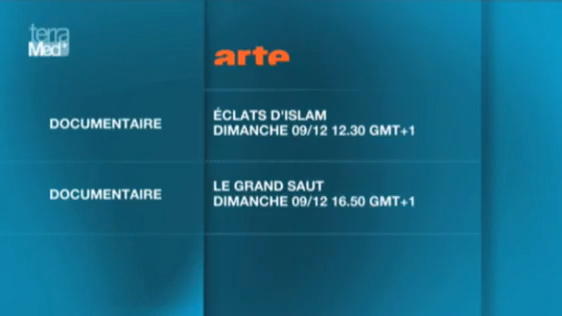 terra
Med
arte
DOCUMENTAIRE
ÉCLATS D'ISLAM
DIMANCHE 09/12 12.30 GMT+1
DOCUMENTAIRE
LE GRAND SAUT
DIMANCHE 09/12 16.50 GMT+1